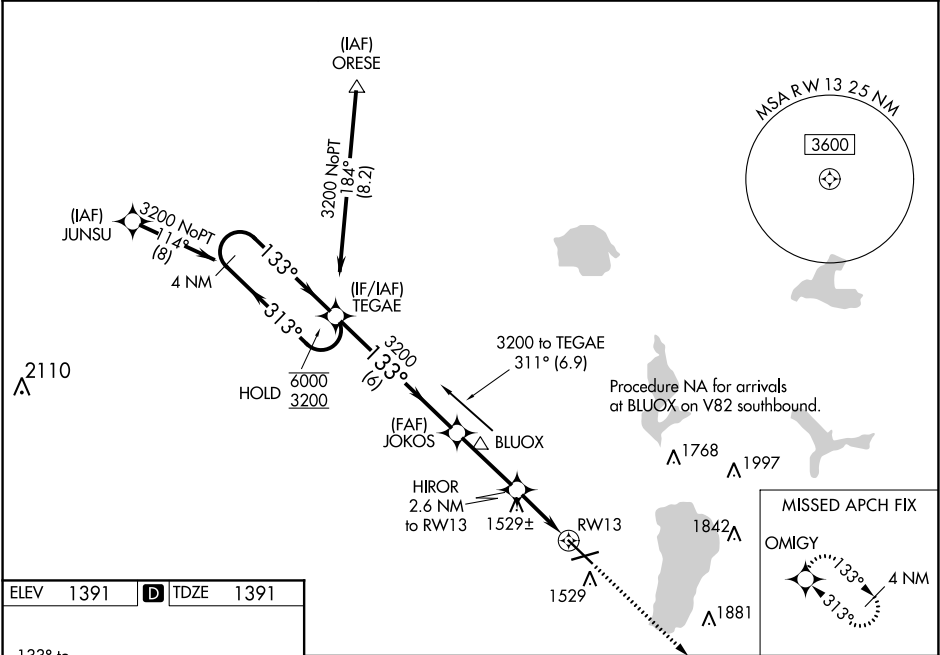 (IAF)
ORESE
3200 NoPT
184°
(8.2)
MSA RW 13 25 NM
3600
(IAF)
JUNSU
3200 NoPT
114°
(8)
4 NM
133°
313°
(IF/IAF)
TEGAE
HOLD
6000
3200
3200
133°
(6)
3200 to TEGAE
311° (6.9)
2110
Procedure NA for arrivals
at BLUOX on V82 southbound.
(FAF)
JOKOS
BLUOX
1768
1997
HIROR
2.6 NM
to RW13
1529±
RW13
1842
1529
1881
MISSED APCH FIX
OMIGY
133°
313°
4 NM
ELEV 1391 D TDZE 1391
133° to